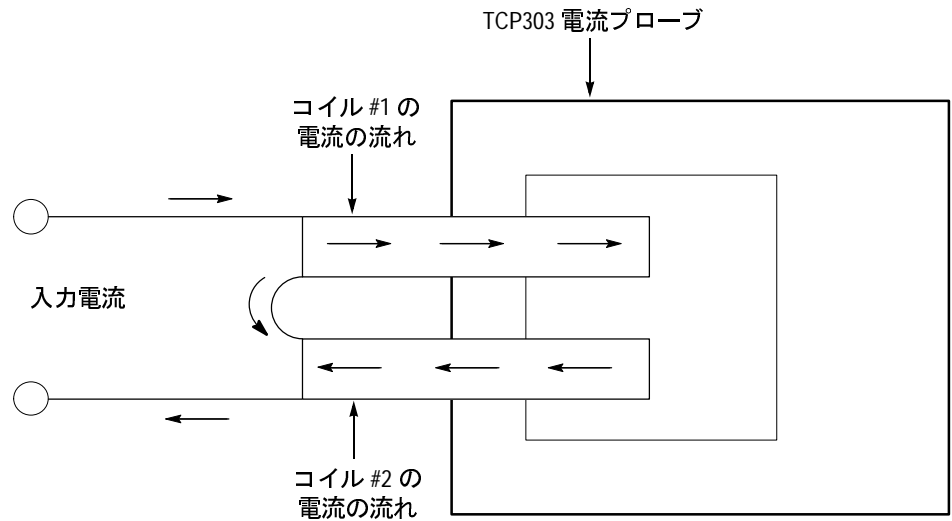 TCP303 電流プローブ
コイル #1 の
電流の流れ
入力電流
コイル #2 の
電流の流れ